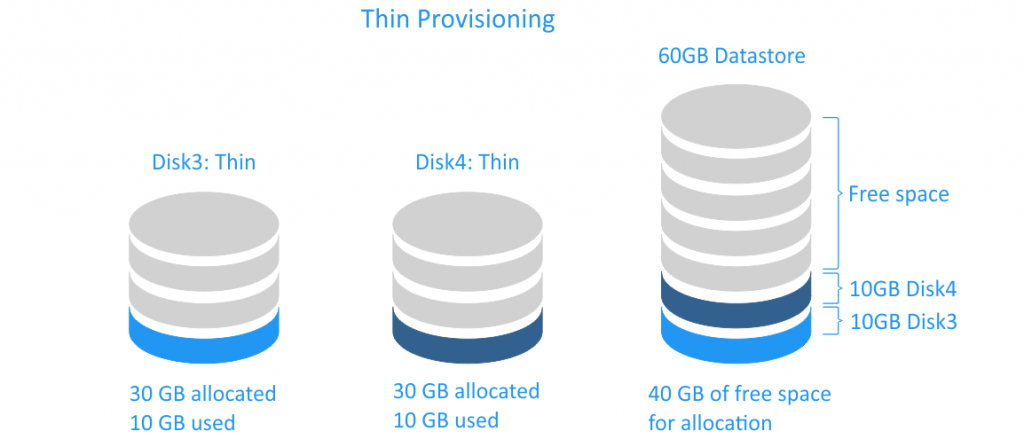 Thin Provisioning
60GB Datastore
Disk3: Thin
Disk4: Thin
Free space
10GB Disk4
10GB Disk3
30 GB allocated
10 GB used
30 GB allocated
10 GB used
40 GB of free space
for allocation